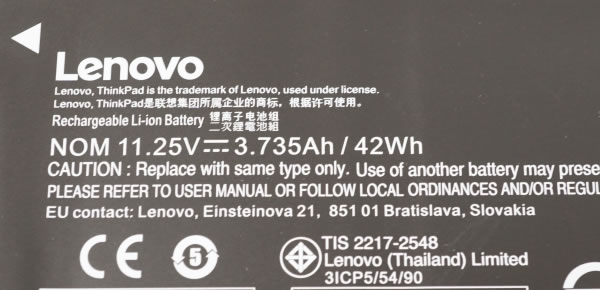 Lenovo
Lenovo, ThinkPad is the trademark of Lenovo, used under license.
Lenovo, ThinkPad是联想集团所属企业的商标, 根据许可使用。
Rechargeable Li-ion Battery 锂离子电池组
二次鋰電池組
NOM 11.25V⎓ 3.735Ah / 42Wh
CAUTION : Replace with same type only. Use of another battery may
PLEASE REFER TO USER MANUAL OR FOLLOW LOCAL ORDINANCES AND/OR
EU contact: Lenovo, Einsteinova 21, 851 01 Bratislava, Slovakia
CE 5 TIS 2217-2548
Lenovo (Thailand) Limited
3ICP5/54/90